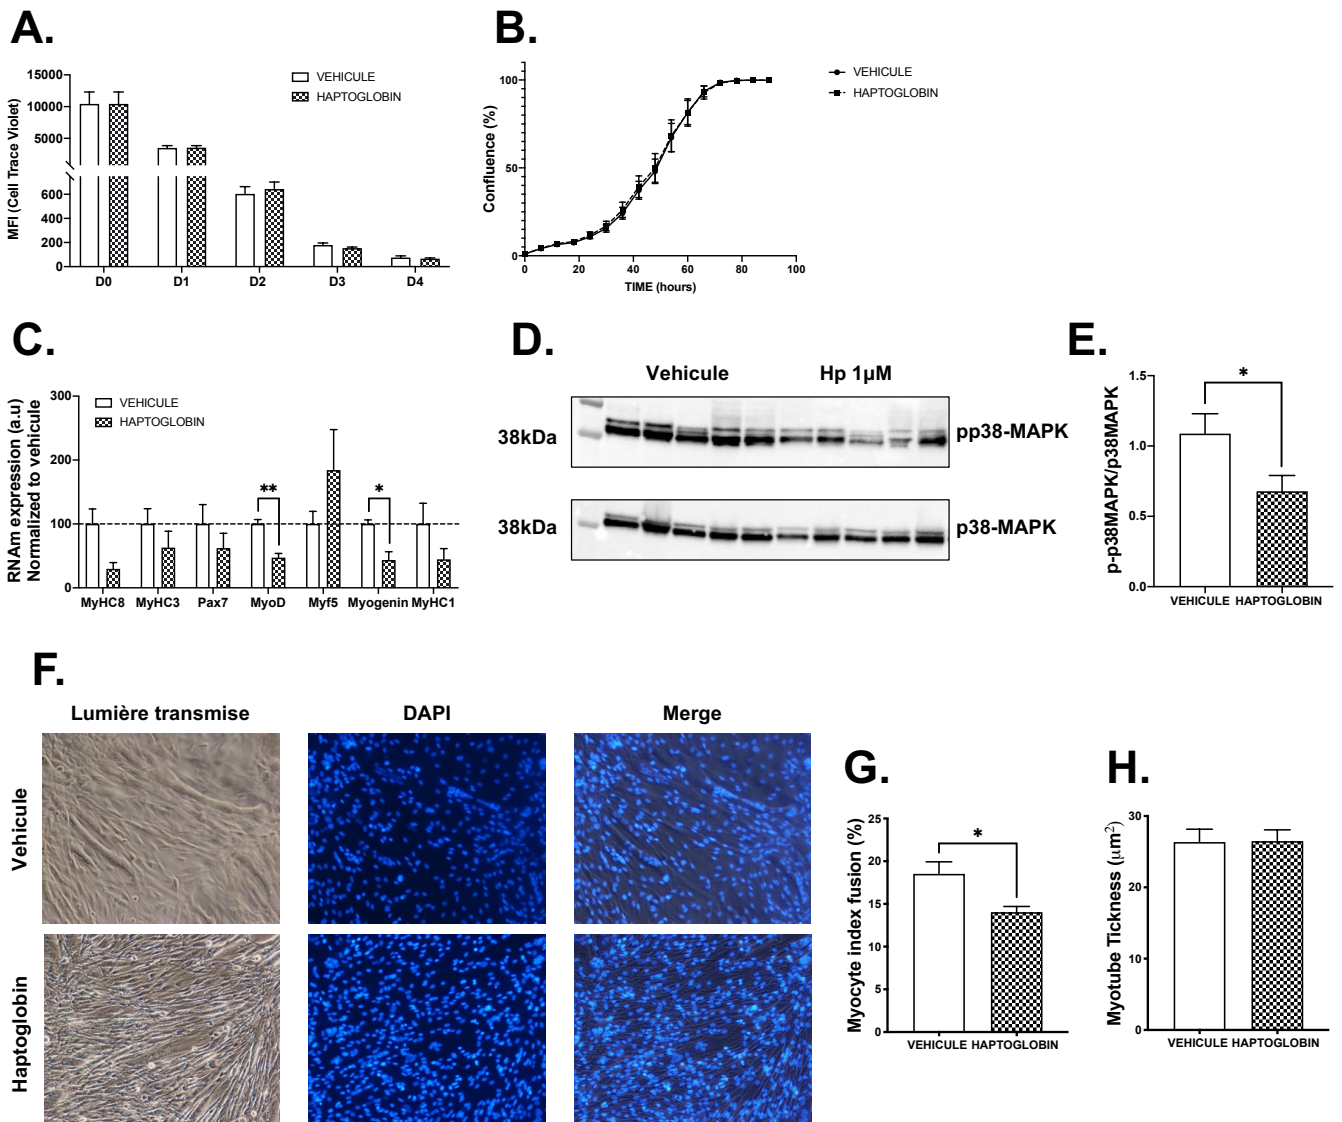 A.
MFI (Cell Trace Violet)
15000
10000
5000
600
400
200
0
D0 D1 D2 D3 D4
VEHICULE
HAPTOGLOBIN
B.
Confluence (%)
100
50
0
0 20 40 60 80 100
TIME (hours)
VEHICULE
HAPTOGLOBIN
C.
RNAm expression (a.u)
Normalized to vehicule
300
200
100
0
VEHICULE
HAPTOGLOBIN
**
*
MyHC8 MyHC3 Pax7 MyoD Myf5 Myogenin MyHC1
D.
Vehicule Hp 1µM
38kDa pp38-MAPK
38kDa p38-MAPK
E.
p-p38MAPK/p38MAPK
1.5
1.0
0.5
0.0
*
VEHICULE HAPTOGLOBIN
F.
Lumière transmise DAPI Merge
Vehicule
Haptoglobin
G.
Myocyte index fusion (%)
25
20
15
10
5
0
*
VEHICULE HAPTOGLOBIN
H.
Myotube Tickness (µm²)
30
20
10
0
VEHICULE HAPTOGLOBIN